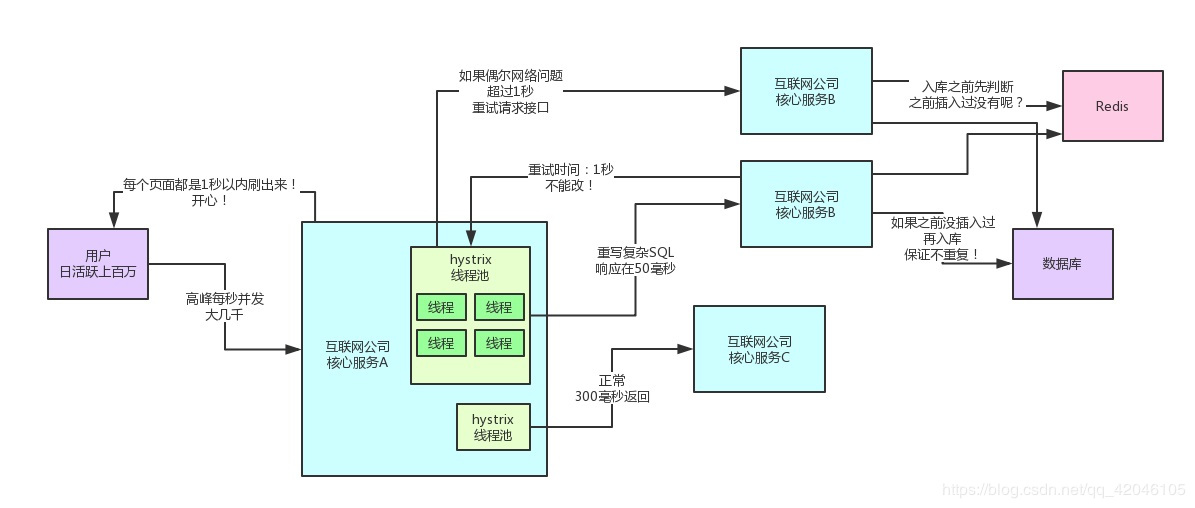 如果偶尔网络问题
超过1秒
重试请求接口
互联网公司
核心服务B
入库之前先判断
之前插入过没有呢？
Redis
每个页面都是1秒以内刷出来！
开心！
重试时间：1秒
不能改！
互联网公司
核心服务B
用户
日活跃上百万
高峰每秒并发
大几千
互联网公司
核心服务A
hystrix
线程池
线程
线程
线程
线程
重写复杂SQL
响应在50毫秒
如果之前没插入过
再入库
保证不重复！
数据库
互联网公司
核心服务C
正常
300毫秒返回
hystrix
线程池
https://blog.csdn.net/qq_42046105